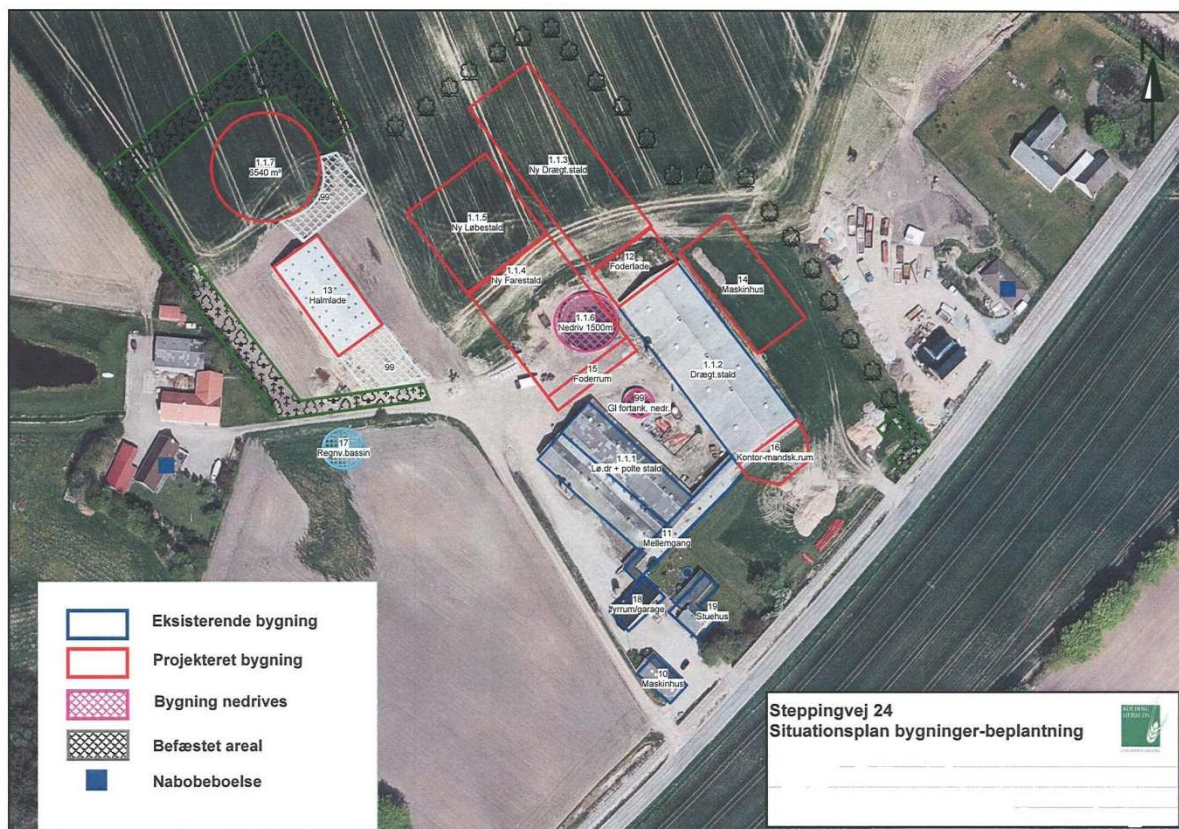 N
1.1.7
6540 m³
99
1.1.3
Ny Drægt.stald
1.1.5
Ny Løbestald
1.1.4
Ny Farestald
12
Foderlade
14
Maskinhus
13
Halmlade
1.1.6
Nedriv 1500m³
1.1.2
Drægt.stald
99
15
Foderrum
99
Gl fortank. nedr.
17
Regnv.bassin
1.1.1
Lø.dr + polte stald
16
Kontor-mandsk.rum
11
Mellemgang
18
fyrrum/garage
19
Stuehus
10
Maskinhus
Eksisterende bygning
Projekteret bygning
Bygning nedrives
Befæstet areal
Nabobeboelse
Steppingvej 24
Situationsplan bygninger-beplantning
KOLDING
HERREDS